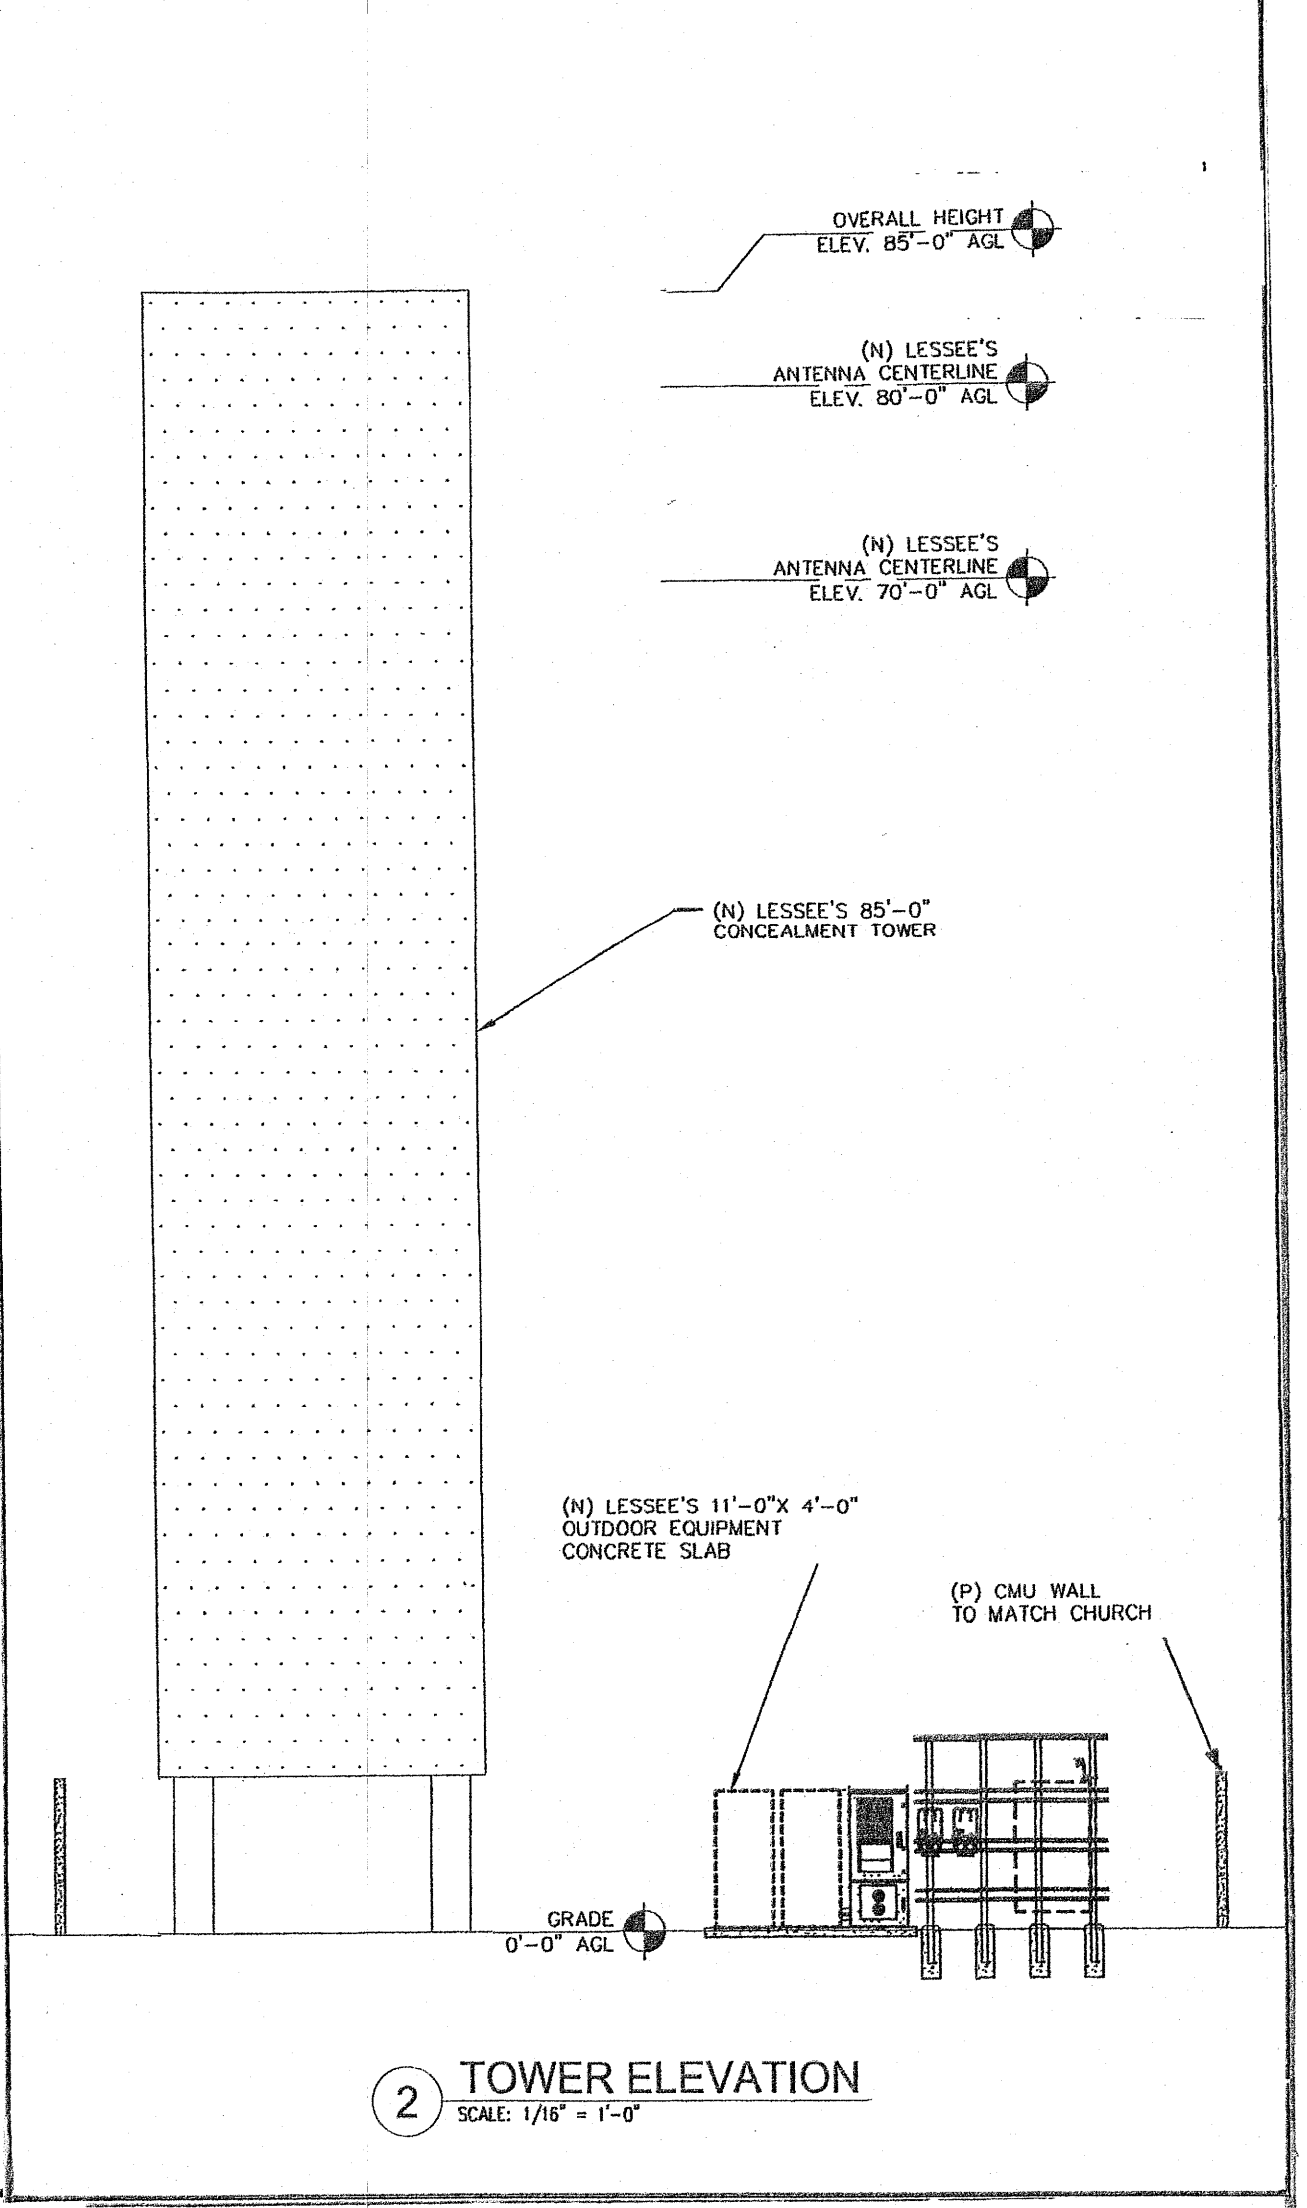 OVERALL HEIGHT
ELEV. 85'-0" AGL
(N) LESSEE'S
ANTENNA CENTERLINE
ELEV. 80'-0" AGL
(N) LESSEE'S
ANTENNA CENTERLINE
ELEV. 70'-0" AGL
(N) LESSEE'S 85'-0"
CONCEALMENT TOWER
(N) LESSEE'S 11'-0"X 4'-0"
OUTDOOR EQUIPMENT
CONCRETE SLAB
(P) CMU WALL
TO MATCH CHURCH
GRADE
0'-0" AGL
2 TOWER ELEVATION
SCALE: 1/16" = 1'-0"